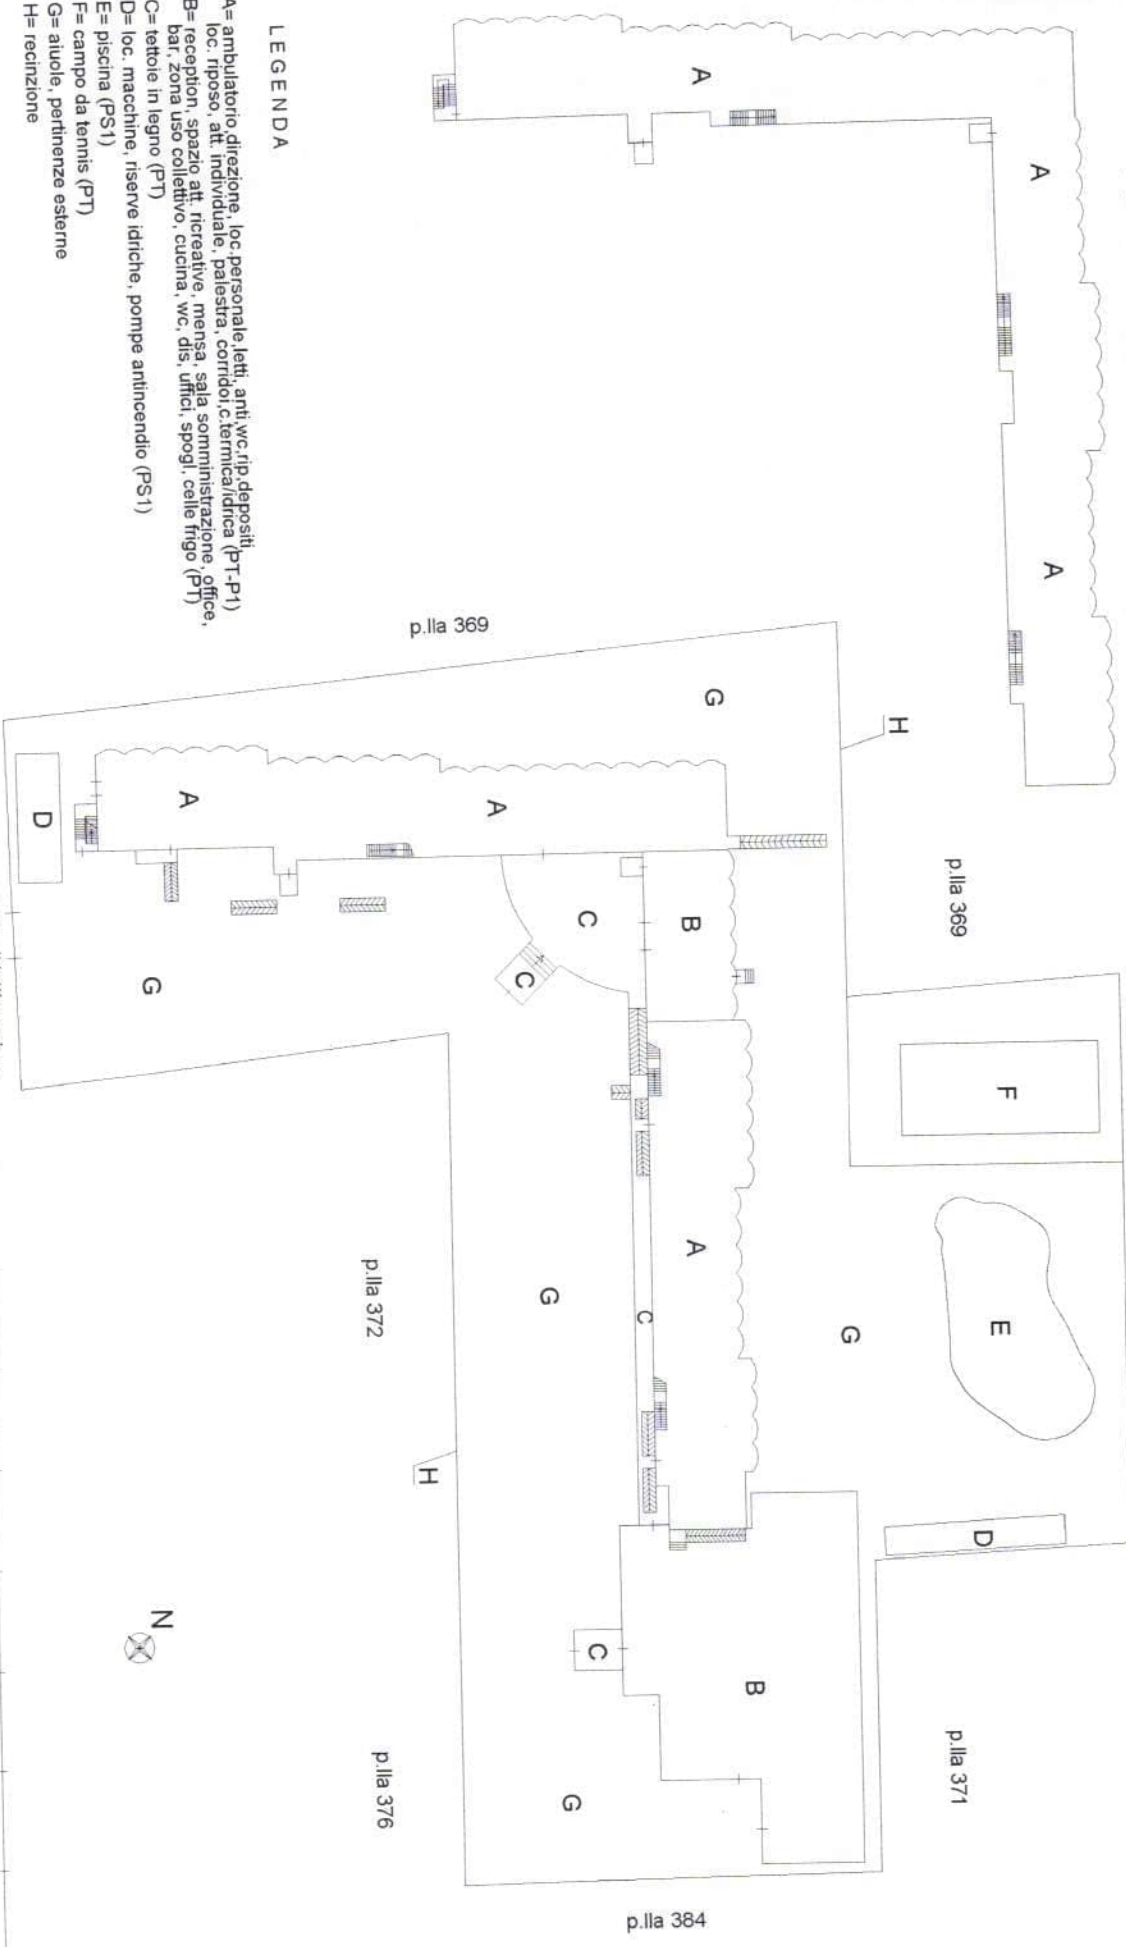 LEGENDA
A= ambulatorio,direzione, loc.personale,letti, anti,wc,rip,depositi,
loc. riposo, att. individuale, palestra, corridoi,c.termica/idrica (PT-P1)
B= reception, spazio att. ricreative, mensa, sala somministrazione, office,
bar, zona uso collettivo, cucina, wc, dis, uffici, spogl, celle frigo (PT)
C= tettoie in legno (PT)
D= loc. macchine, riserve idriche, pompe antincendio (PS1)
E= piscina (PS1)
F= campo da tennis (PT)
G= aiuole, pertinenze esterne
H= recinzione
A
A
A
p.lla 369
p.lla 369
H
G
A
A
D
G
C
C
B
F
E
G
A
C
G
H
p.lla 372
D
B
C
G
p.lla 371
p.lla 376
p.lla 384
N